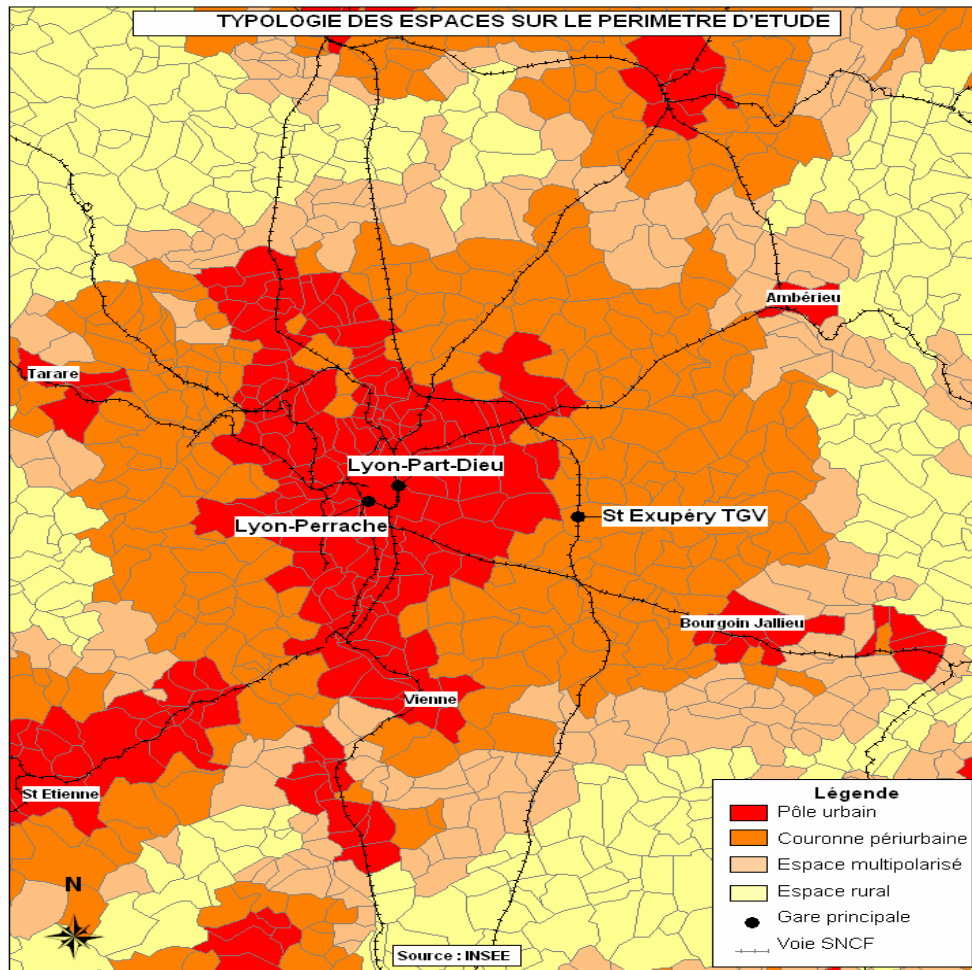 TYPOLOGIE DES ESPACES SUR LE PERIMETRE D'ETUDE
Ambérieu
Tarare
Lyon-Part-Dieu
Lyon-Perrache
St Exupéry TGV
Bourgoin Jallieu
Vienne
St Etienne
Légende
Pôle urbain
Couronne périurbaine
Espace multipolarisé
Espace rural
Gare principale
Voie SNCF
N
Source : INSEE